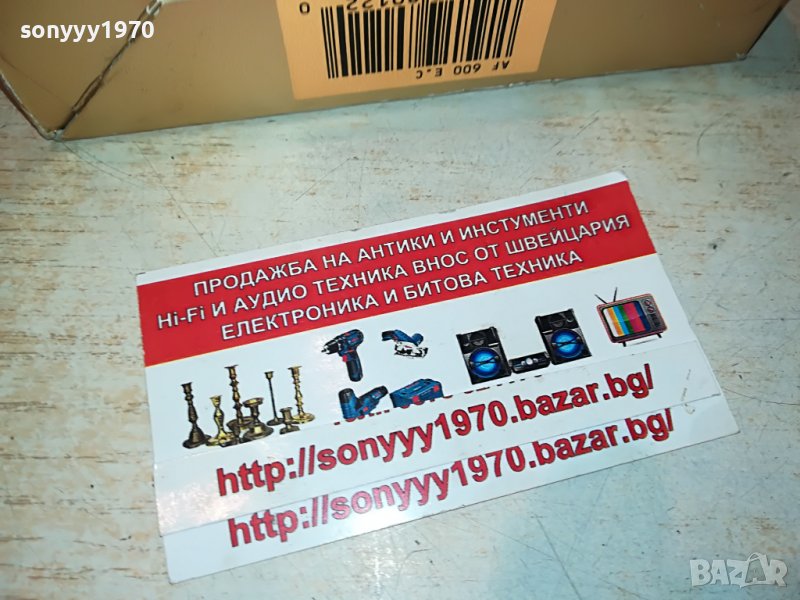 sonyyy1970
AF 600 E.C
ПРОДАЖБА НА АНТИКИ И ИНСТУМЕНТИ
Hi-Fi И АУДИО ТЕХНИКА ВНОС ОТ ШВЕЙЦАРИЯ
ЕЛЕКТРОНИКА И БИТОВА ТЕХНИКА
http://sonyyy1970.bazar.bg/
http://sonyyy1970.bazar.bg/
sonyyy1970
BAZAR